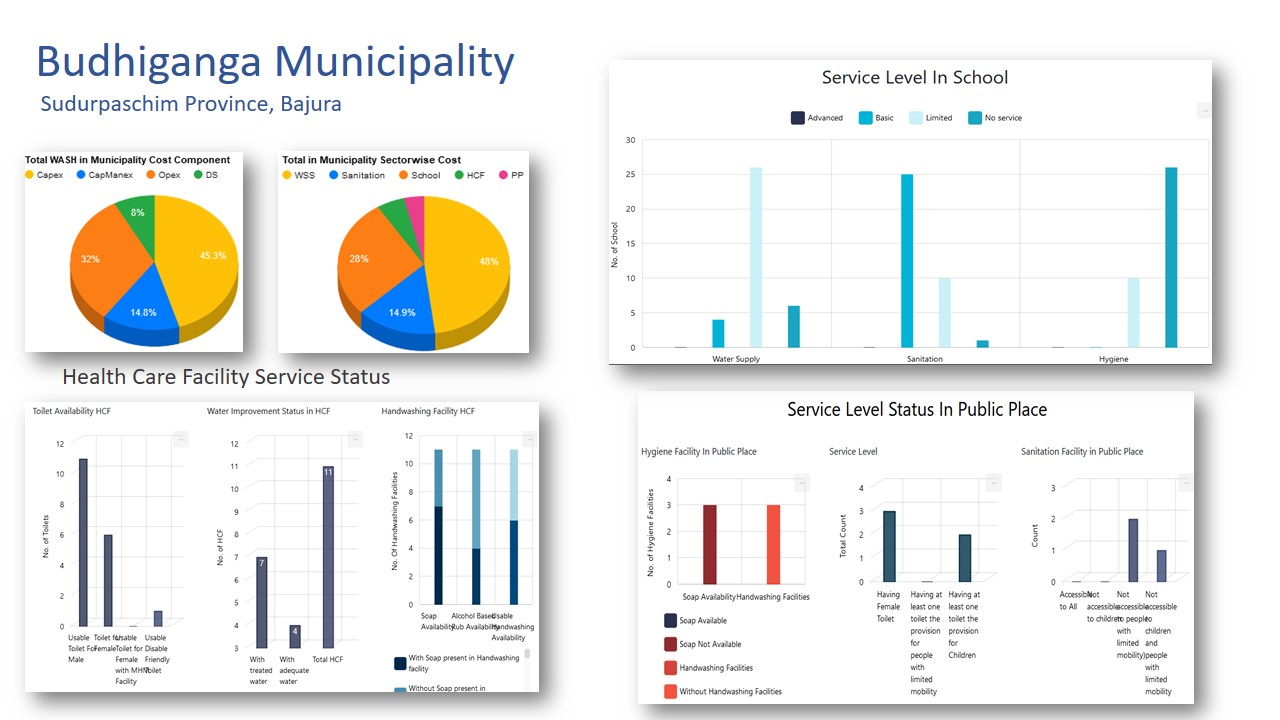 Budhiganga Municipality
Sudurpaschim Province, Bajura
Total WASH in Municipality Cost Component
Capex CapManex Opex DS
8%
45.3%
32%
14.8%
Total in Municipality Sectorwise Cost
WSS Sanitation School HCF PP
28%
48%
14.9%
Service Level In School
Advanced Basic Limited No service
30
25
20
15
10
5
0
No. of School
Water Supply Sanitation Hygiene
Health Care Facility Service Status
Toilet Availability HCF
12
10
8
6
4
2
0
No. of Toilets
Usable
Toilet For
Male
Toilet for
Female
Usable
Toilet for
Female
with MHM
Facility
Usable
Disable
Friendly
Toilet
Water Improvement Status in HCF
12
11
10
9
8
7
6
5
4
3
No. of HCF
7
4
11
With
treated
water
With
adequate
water
Total HCF
Handwashing Facility HCF
12
10
8
6
4
2
0
No. Of Handwashing Facilities
Soap
Availability
Alcohol Based
Rub Availability
Usable
Handwashing
Availability
With Soap present in Handwashing
facility
Without Soap present in
Service Level Status In Public Place
Hygiene Facility In Public Place
4
3
2
1
0
No. of Hygiene Facilities
Soap Availability
Handwashing Facilities
Soap Available
Soap Not Available
Handwashing Facilities
Without Handwashing Facilities
Service Level
4
3
2
1
0
Total Count
Having
Female
Toilet
Having at
least one
toilet the
provision
for
people
with
limited
mobility
Having at
least one
toilet the
provision
for
Children
Sanitation Facility in Public Place
3
2
1
0
Count
Accessible
to All
Not
accessible
to children
Not
accessible
to people
with
limited
mobility
Not
accessible
to
children
and
people
with
limited
mobility